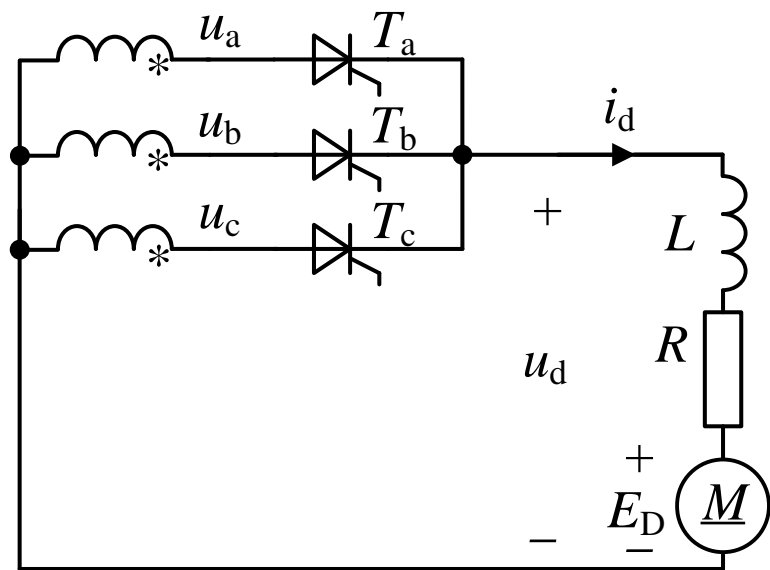 u_a T_a
*
u_b T_b
i_d
*
u_c T_c
+
L
*
R
u_d
+
E_D M
− −